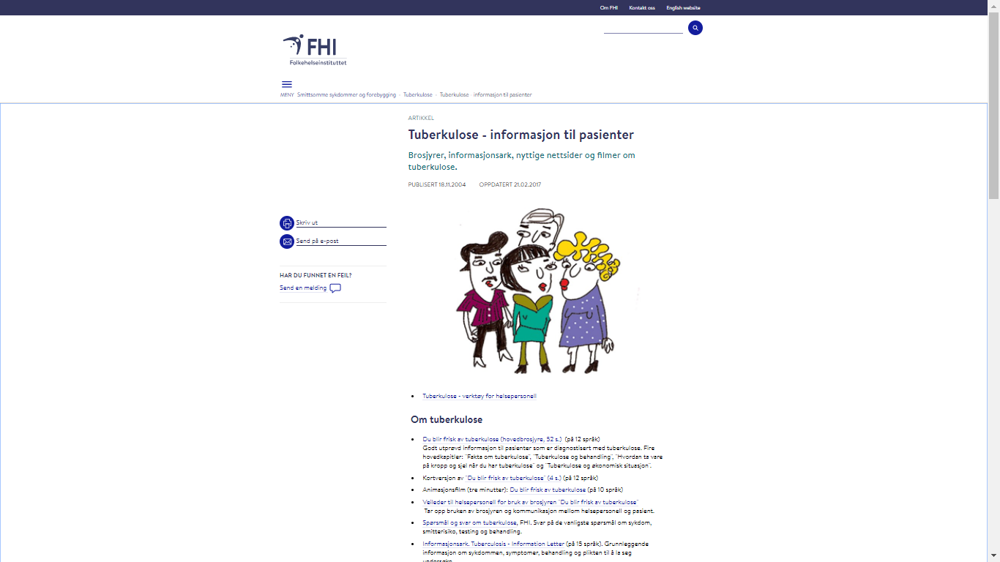 Om FHI Kontakt oss English website
FHI
Folkehelseinstituttet
MENY Smittsomme sykdommer og forebygging - Tuberkulose - Tuberkulose - informasjon til pasienter
ARTIKKEL
Tuberkulose - informasjon til pasienter
Brosjyrer, informasjonsark, nyttige nettsider og filmer om
tuberkulose.
PUBLISERT 18.11.2004 OPPDATERT 21.02.2017
Skriv ut
Send på e-post
HAR DU FUNNET EN FEIL?
Send en melding
• Tuberkulose - verktøy for helsepersonell
Om tuberkulose
• Du blir frisk av tuberkulose (hovedbrosjyre, 52 s.) (på 12 språk)
Godt utprøvd informasjon til pasienter som er diagnostisert med tuberkulose. Fire
hovedkapitler: "Fakta om tuberkulose", "Tuberkulose og behandling", "Hvordan ta vare
på kropp og sjel når du har tuberkulose" og "Tuberkulose og økonomisk situasjon".
• Kortversjon av "Du blir frisk av tuberkulose" (4 s.) (på 12 språk)
• Animasjonsfilm (tre minutter): Du blir frisk av tuberkulose (på 10 språk)
• Veileder til helsepersonell for bruk av brosjyren "Du blir frisk av tuberkulose"
Tar opp bruken av brosjyren og kommunikasjon mellom helsepersonell og pasient.
• Spørsmål og svar om tuberkulose, FHI. Svar på de vanligste spørsmål om sykdom,
smitterisiko, testing og behandling.
• Informasjonsark. Tuberculosis - Information Letter (på 15 språk). Grunnleggende
informasjon om sykdommen, symptomer, behandling og plikten til å la seg